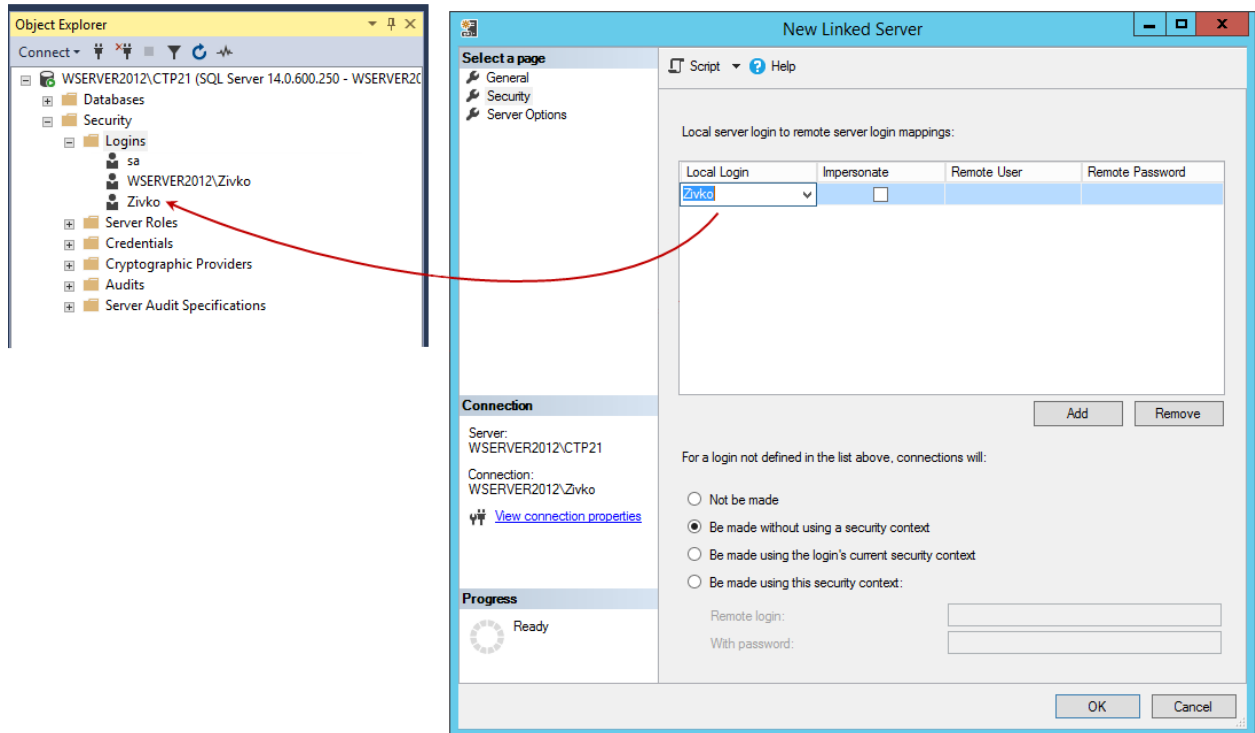 Object Explorer
Connect
WSERVER2012\CTP21 (SQL Server 14.0.600.250 - WSERVER20
Databases
Security
Logins
sa
WSERVER2012\Zivko
Zivko
Server Roles
Credentials
Cryptographic Providers
Audits
Server Audit Specifications
New Linked Server
Select a page
General
Security
Server Options
Connection
Server:
WSERVER2012\CTP21
Connection:
WSERVER2012\Zivko
View connection properties
Progress
Ready
Script Help
Local server login to remote server login mappings:
Local Login Impersonate Remote User Remote Password
Zivko
Add Remove
For a login not defined in the list above, connections will:
Not be made
Be made without using a security context
Be made using the login's current security context
Be made using this security context:
Remote login:
With password:
OK Cancel